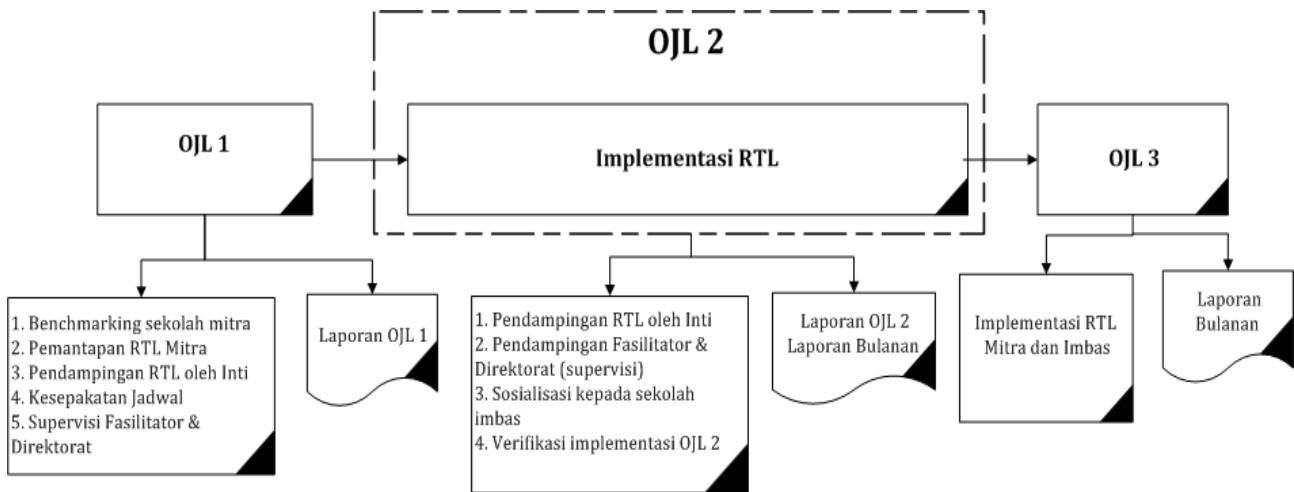 OJL 2
OJL 1
Implementasi RTL
OJL 3
1. Benchmarking sekolah mitra
2. Pemantapan RTL Mitra
3. Pendampingan RTL oleh Inti
4. Kesepakatan Jadwal
5. Supervisi Fasilitator &
Direktorat
Laporan OJL 1
1. Pendampingan RTL oleh Inti
2. Pendampingan Fasilitator &
Direktorat (supervisi)
3. Sosialisasi kepada sekolah
imbas
4. Verifikasi implementasi OJL 2
Laporan OJL 2
Laporan Bulanan
Implementasi RTL
Mitra dan Imbas
Laporan
Bulanan